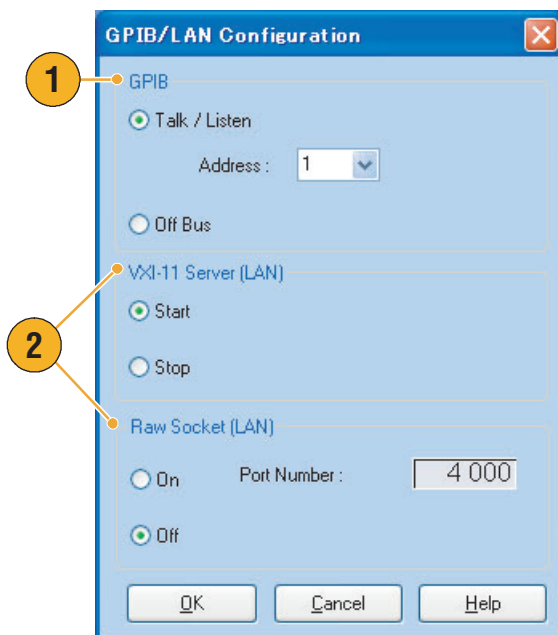 GPIB/LAN Configuration
1
GPIB
Talk / Listen
Address : 1
Off Bus
VXI-11 Server (LAN)
Start
2
Stop
Raw Socket (LAN)
On Port Number : 4 000
Off
OK Cancel Help